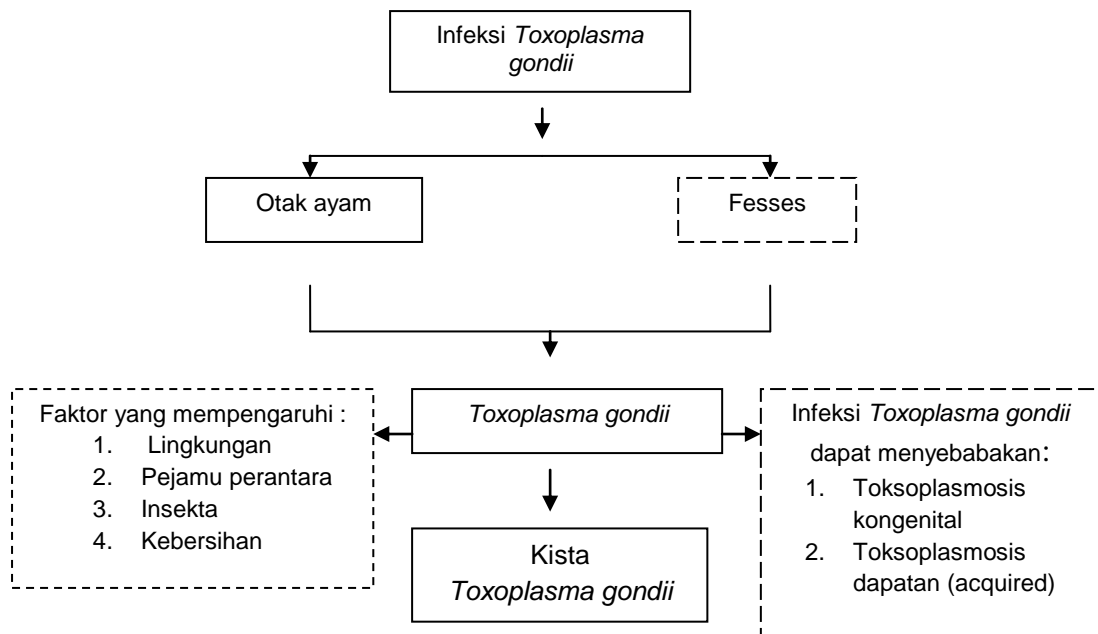 Infeksi Toxoplasma
gondii
Otak ayam
Fesses
Faktor yang mempengaruhi :
1. Lingkungan
2. Pejamu perantara
3. Insekta
4. Kebersihan
Toxoplasma gondii
Infeksi Toxoplasma gondii
dapat menyebabakan:
1. Toksoplasmosis
kongenital
2. Toksoplasmosis
dapatan (acquired)
Kista
Toxoplasma gondii